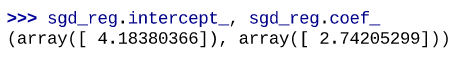 >>> sgd_reg.intercept_, sgd_reg.coef_
(array([ 4.18380366]), array([ 2.74205299]))